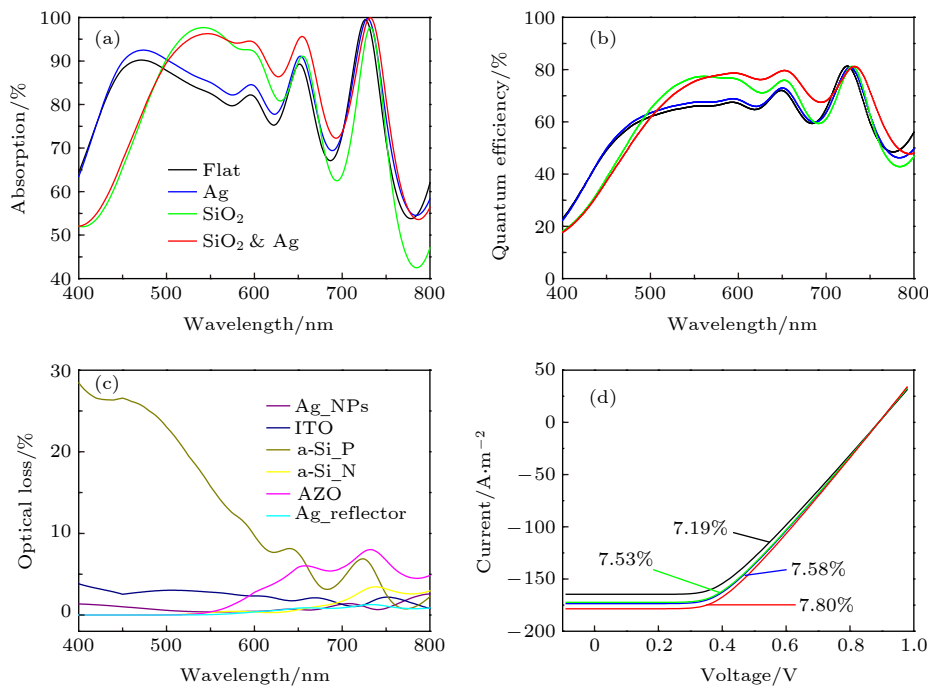 (a)
100
90
80
70
60
50
40
Absorption/%
Flat
Ag
SiO₂
SiO₂ & Ag
400 500 600 700 800
Wavelength/nm
(b)
100
80
60
40
20
0
Quantum efficiency/%
400 500 600 700 800
Wavelength/nm
(c)
30
20
10
0
Optical loss/%
Ag_NPs
ITO
a-Si_P
a-Si_N
AZO
Ag_reflector
400 500 600 700 800
Wavelength/nm
(d)
50
0
−50
−100
−150
−200
Current/A·m⁻²
7.19%
7.53%
7.58%
7.80%
0 0.2 0.4 0.6 0.8 1.0
Voltage/V